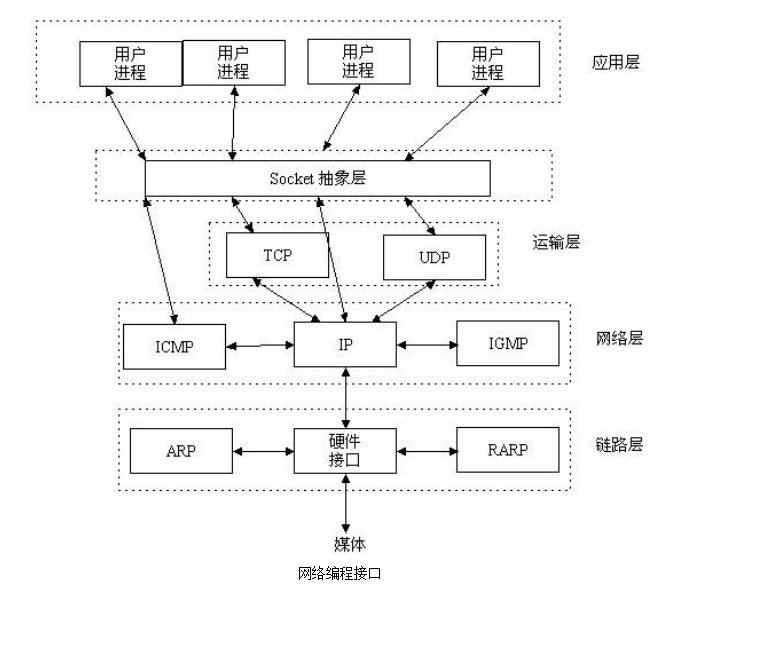 用户
进程
用户
进程
用户
进程
用户
进程
应用层
Socket 抽象层
TCP
UDP
运输层
ICMP
IP
IGMP
网络层
ARP
硬件
接口
RARP
链路层
媒体
网络编程接口